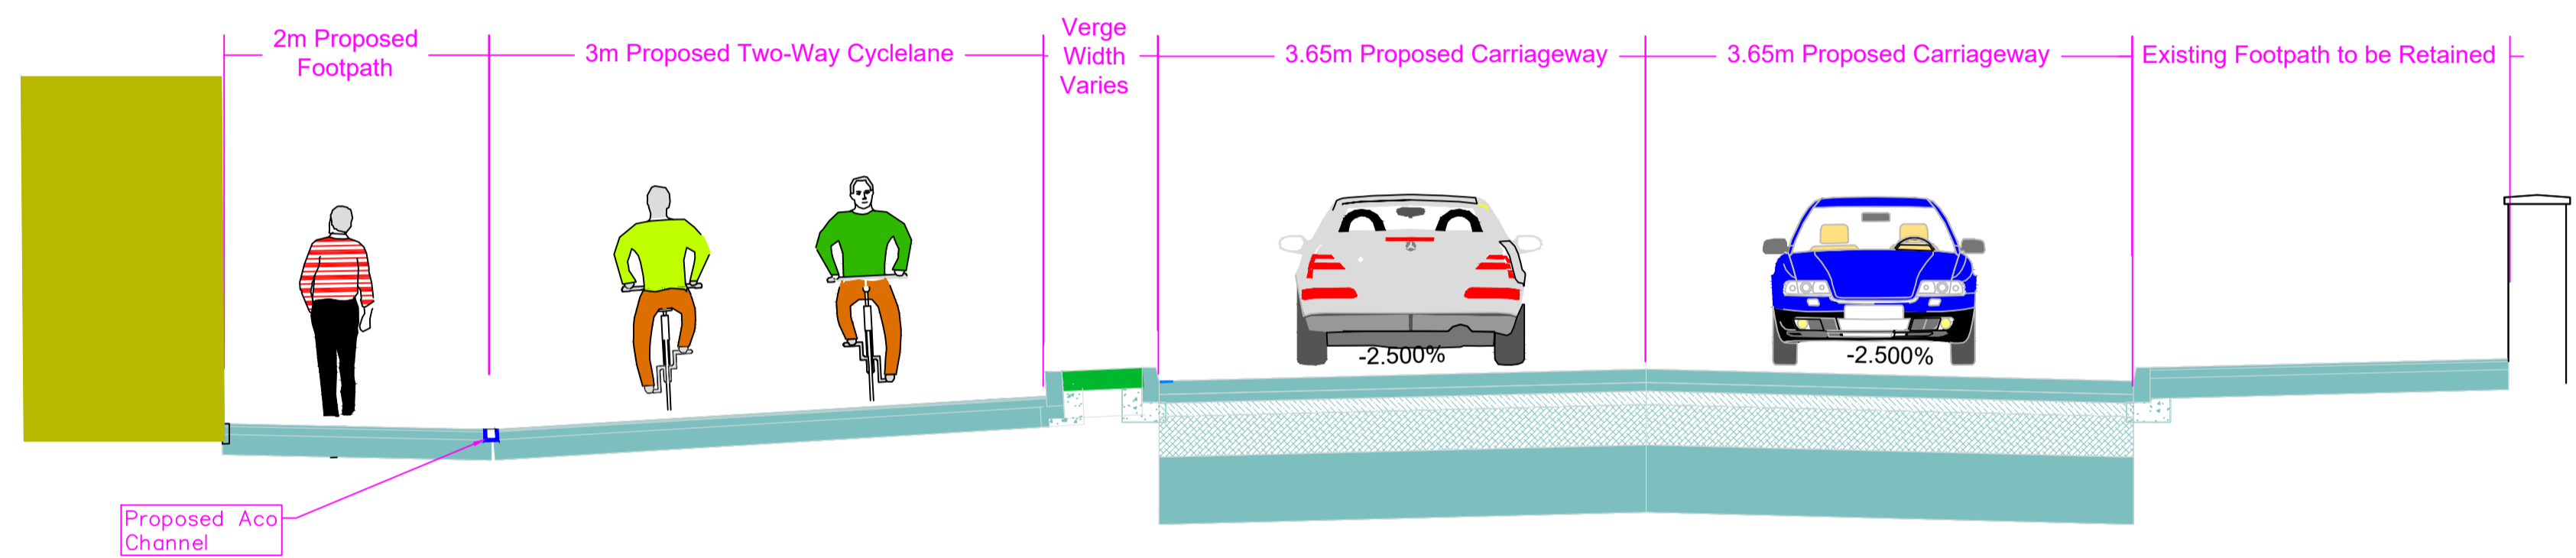 2m Proposed
Footpath
3m Proposed Two-Way Cyclelane
Verge
Width
Varies
3.65m Proposed Carriageway
3.65m Proposed Carriageway
Existing Footpath to be Retained
-2.500%
-2.500%
Proposed Aco
Channel